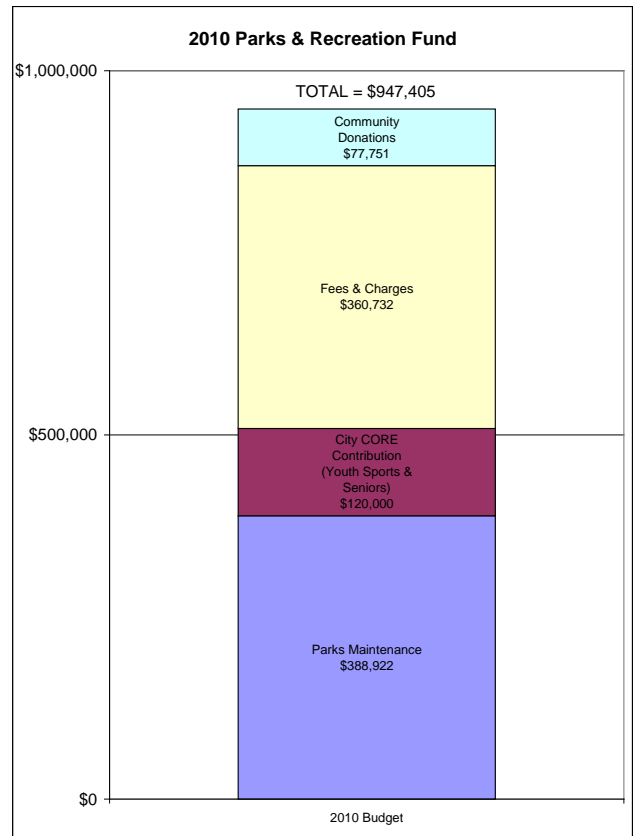 2010 Parks & Recreation Fund
$1,000,000
TOTAL = $947,405
Community
Donations
$77,751
Fees & Charges
$360,732
$500,000
City CORE
Contribution
(Youth Sports &
Seniors)
$120,000
Parks Maintenance
$388,922
$0
2010 Budget